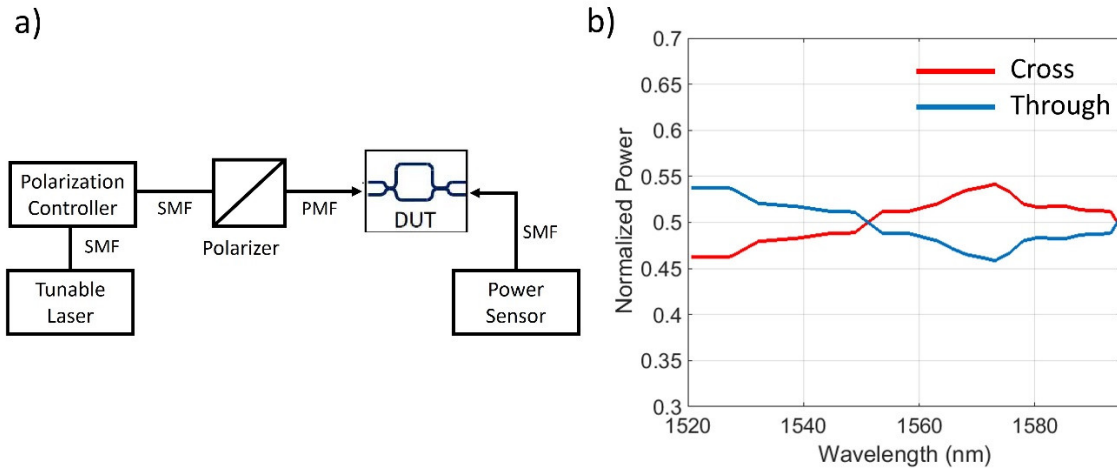 a)
Polarization
Controller
SMF
Polarizer
PMF
DUT
SMF
SMF
Tunable
Laser
Power
Sensor
b)
Cross
Through
Normalized Power
0.7
0.65
0.6
0.55
0.5
0.45
0.4
0.35
0.3
1520
1540
1560
1580
Wavelength (nm)